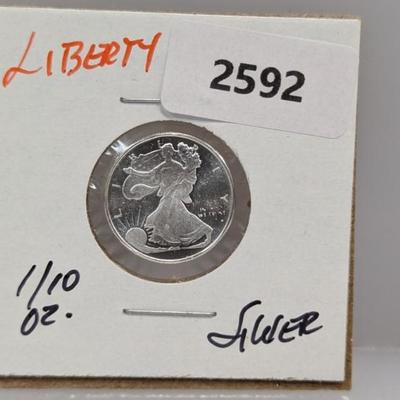 LIBERTY
2592
1/10
OZ.
SILVER